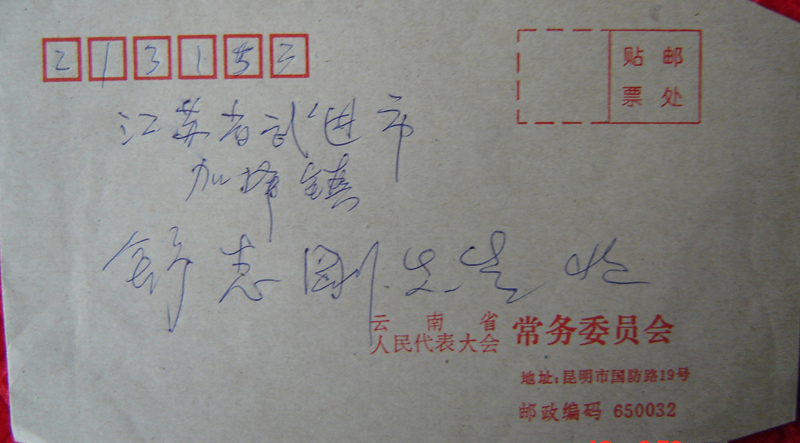 213153
贴邮
票处
江苏省武进市
加择镇
舒志刚先生收
云南省
人民代表大会 常务委员会
地址:昆明市国防路19号
邮政编码 650032